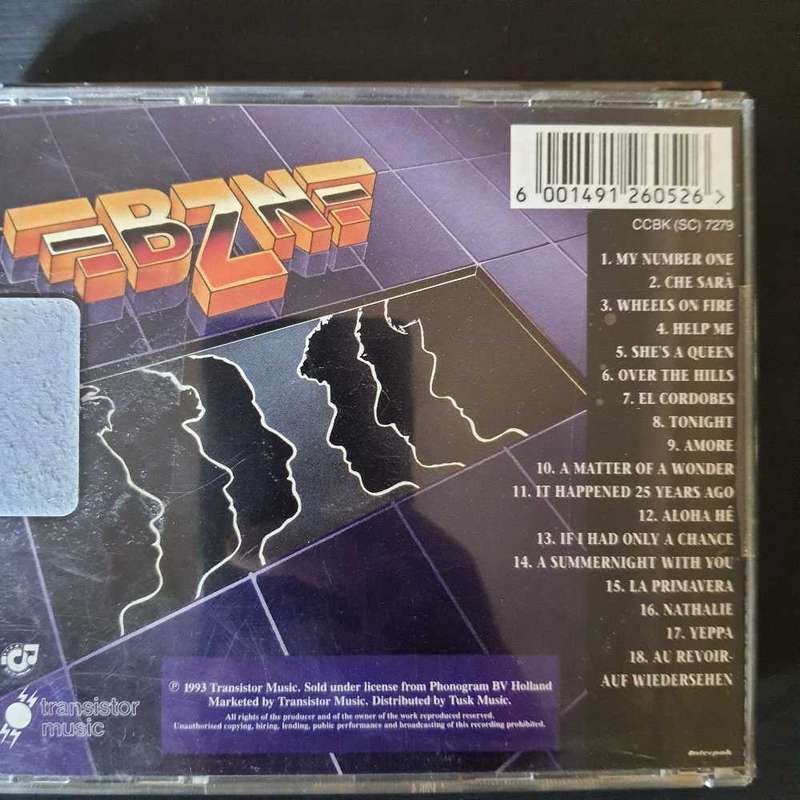 BZN
6 001491 260526 >
CCBK (SC) 7279
1. MY NUMBER ONE
2. CHE SARÀ
3. WHEELS ON FIRE
4. HELP ME
5. SHE'S A QUEEN
6. OVER THE HILLS
7. EL CORDOBES
8. TONIGHT
9. AMORE
10. A MATTER OF A WONDER
11. IT HAPPENED 25 YEARS AGO
12. ALOHA HÊ
13. IF I HAD ONLY A CHANCE
14. A SUMMERNIGHT WITH YOU
15. LA PRIMAVERA
16. NATHALIE
17. YEPPA
18. AU REVOIR-
AUF WIEDERSEHEN
transistor
music
℗ 1993 Transistor Music. Sold under license from Phonogram BV Holland
Marketed by Transistor Music. Distributed by Tusk Music.
All rights of the producer and of the owner of the work reproduced reserved.
Unauthorised copying, hiring, lending, public performance and broadcasting of this recording prohibited.
Interpak